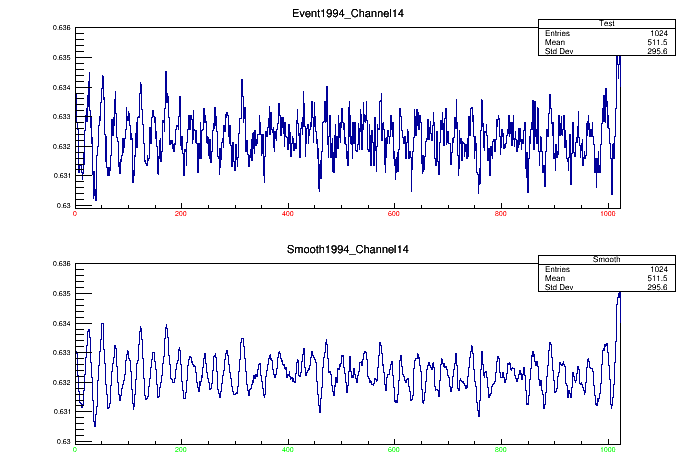 Event1994_Channel14
Test
Entries 1024
Mean 511.5
Std Dev 295.6
0.636
0.635
0.634
0.633
0.632
0.631
0.63
0 200 400 600 800 1000
Smooth1994_Channel14
Smooth
Entries 1024
Mean 511.5
Std Dev 295.6
0.636
0.635
0.634
0.633
0.632
0.631
0.63
0 200 400 600 800 1000